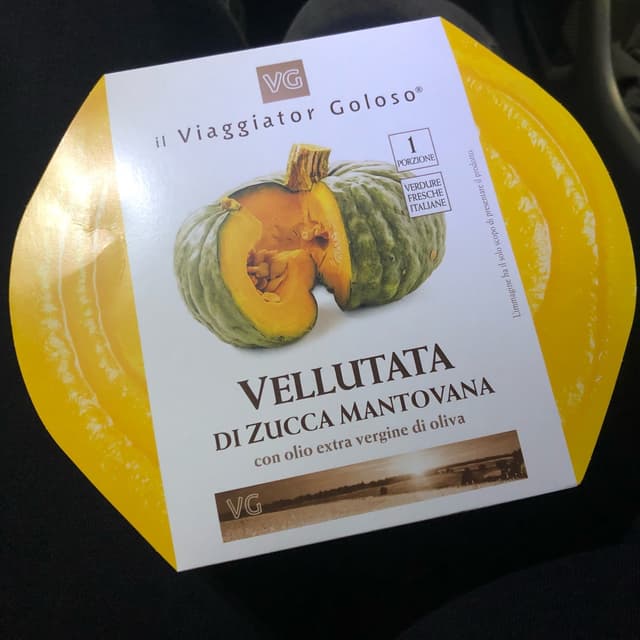 VG
il Viaggiator Goloso®
1
PORZIONE
VERDURE
FRESCHE
ITALIANE
L'immagine ha il solo scopo di presentare il prodotto.
VELLUTATA
DI ZUCCA MANTOVANA
con olio extra vergine di oliva
VG